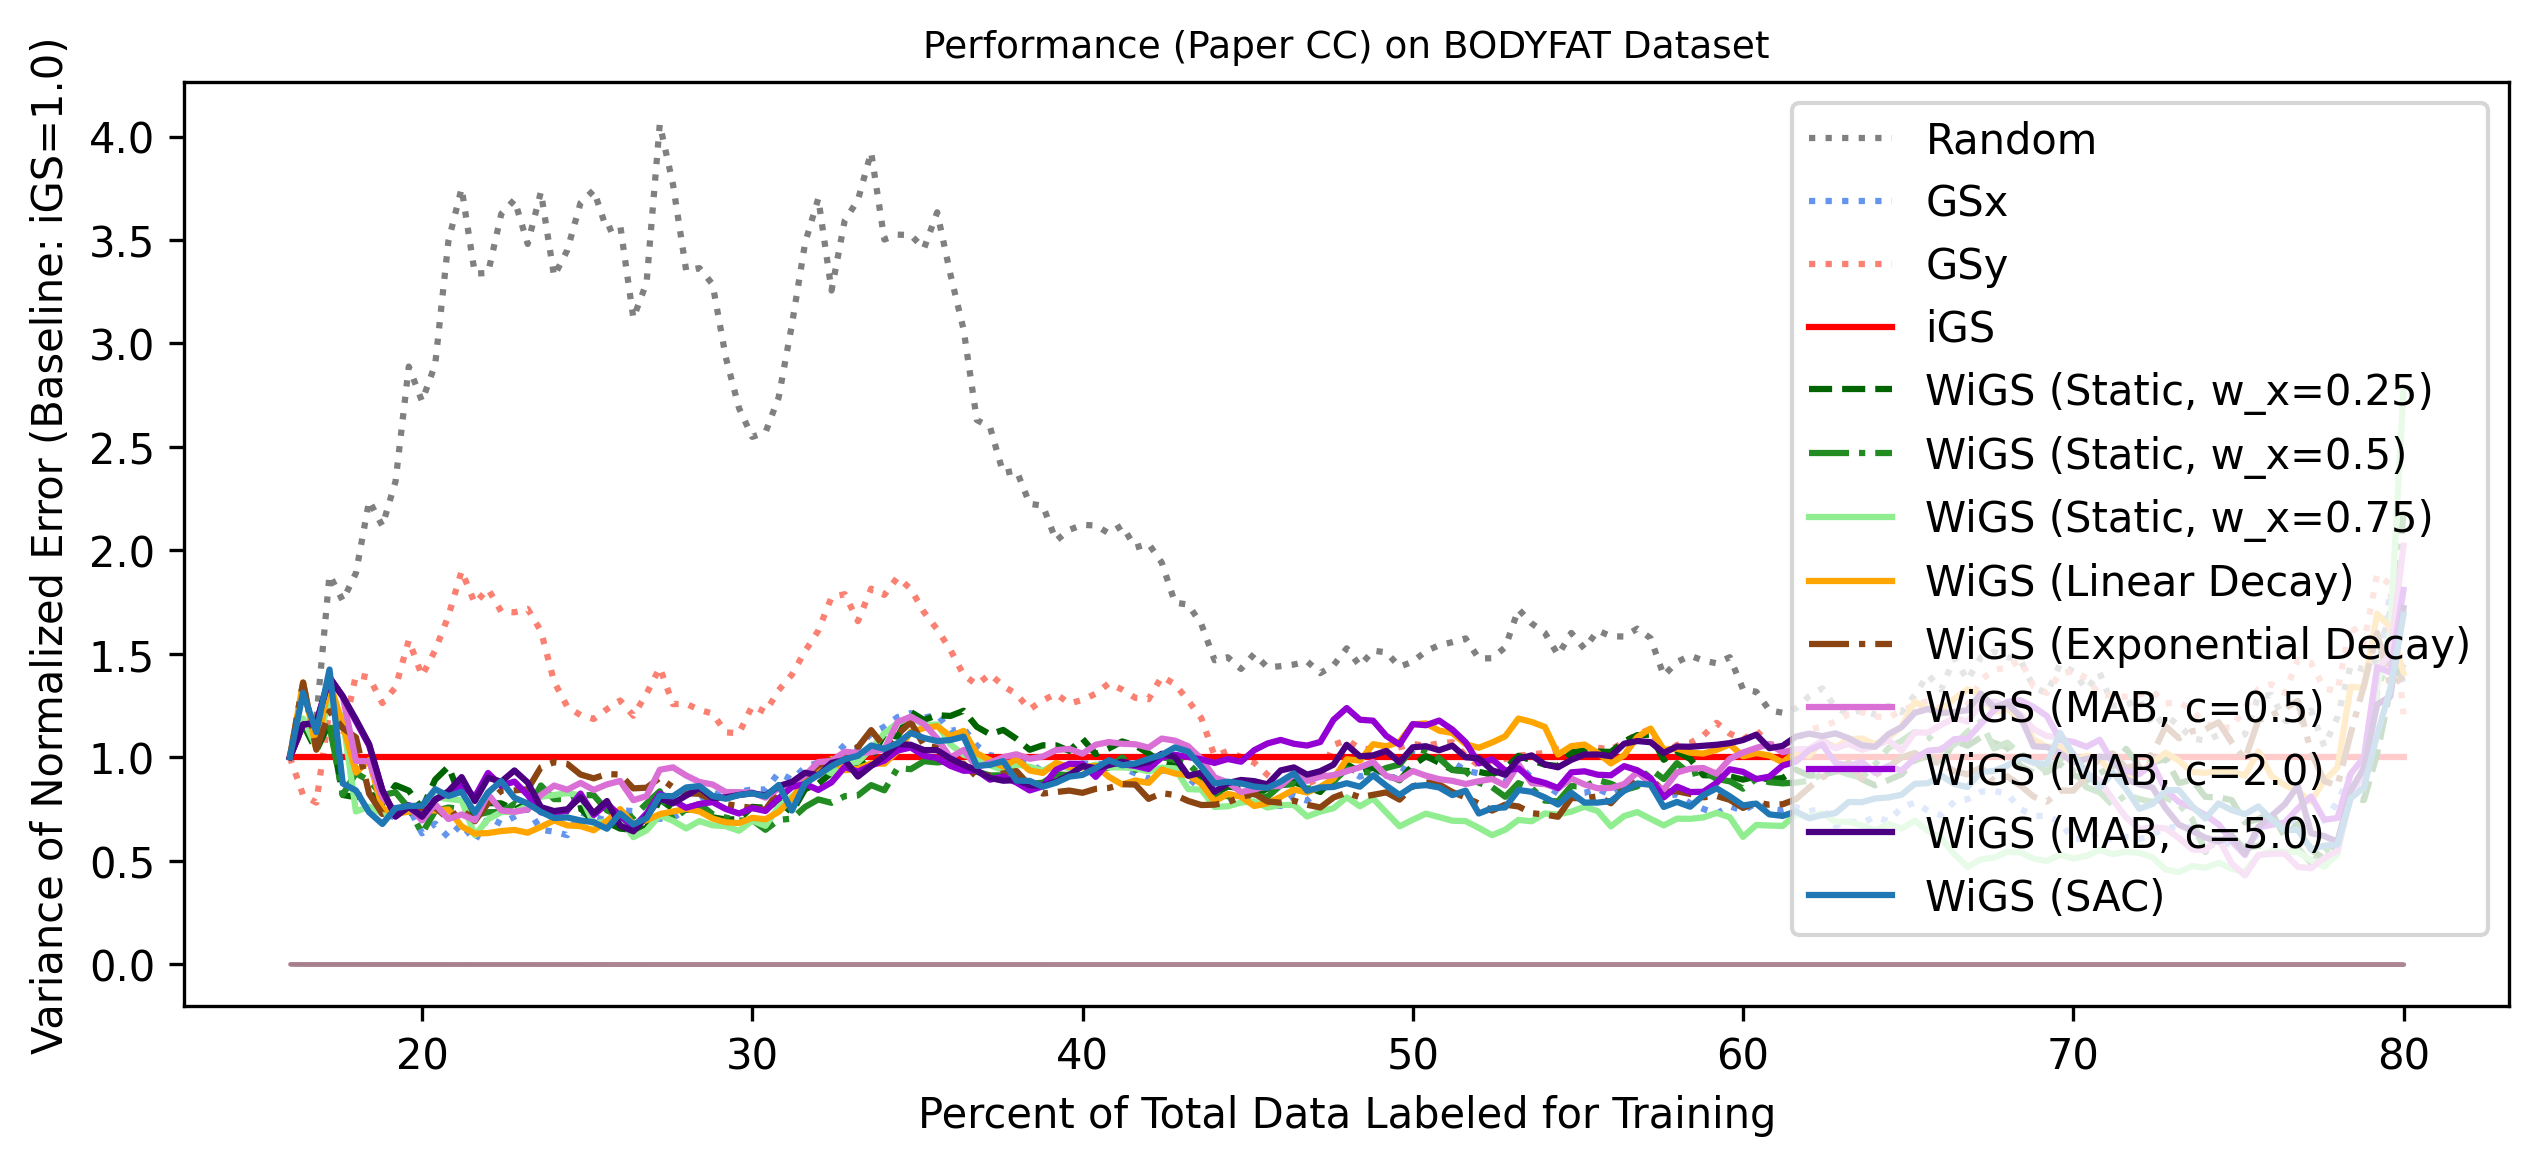 Performance (Paper CC) on BODYFAT Dataset
Variance of Normalized Error (Baseline: iGS=1.0)
4.0
3.5
3.0
2.5
2.0
1.5
1.0
0.5
0.0
20
30
40
50
60
70
80
Percent of Total Data Labeled for Training
Random
GSx
GSy
iGS
WiGS (Static, w_x=0.25)
WiGS (Static, w_x=0.5)
WiGS (Static, w_x=0.75)
WiGS (Linear Decay)
WiGS (Exponential Decay)
WiGS (MAB, c=0.5)
WiGS (MAB, c=2.0)
WiGS (MAB, c=5.0)
WiGS (SAC)